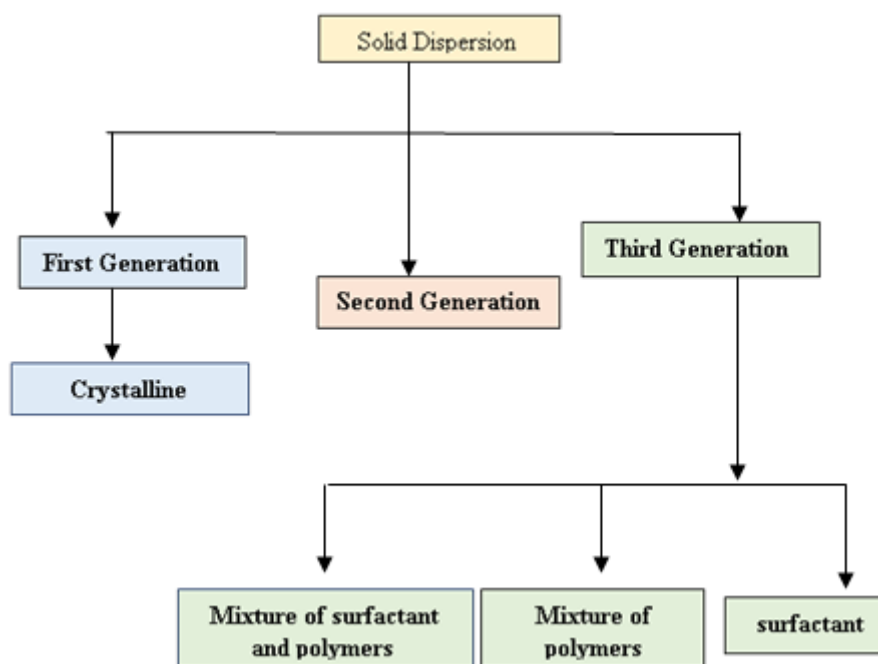 Solid Dispersion
First Generation
Third Generation
Second Generation
Crystalline
Mixture of surfactant
and polymers
Mixture of
polymers
surfactant